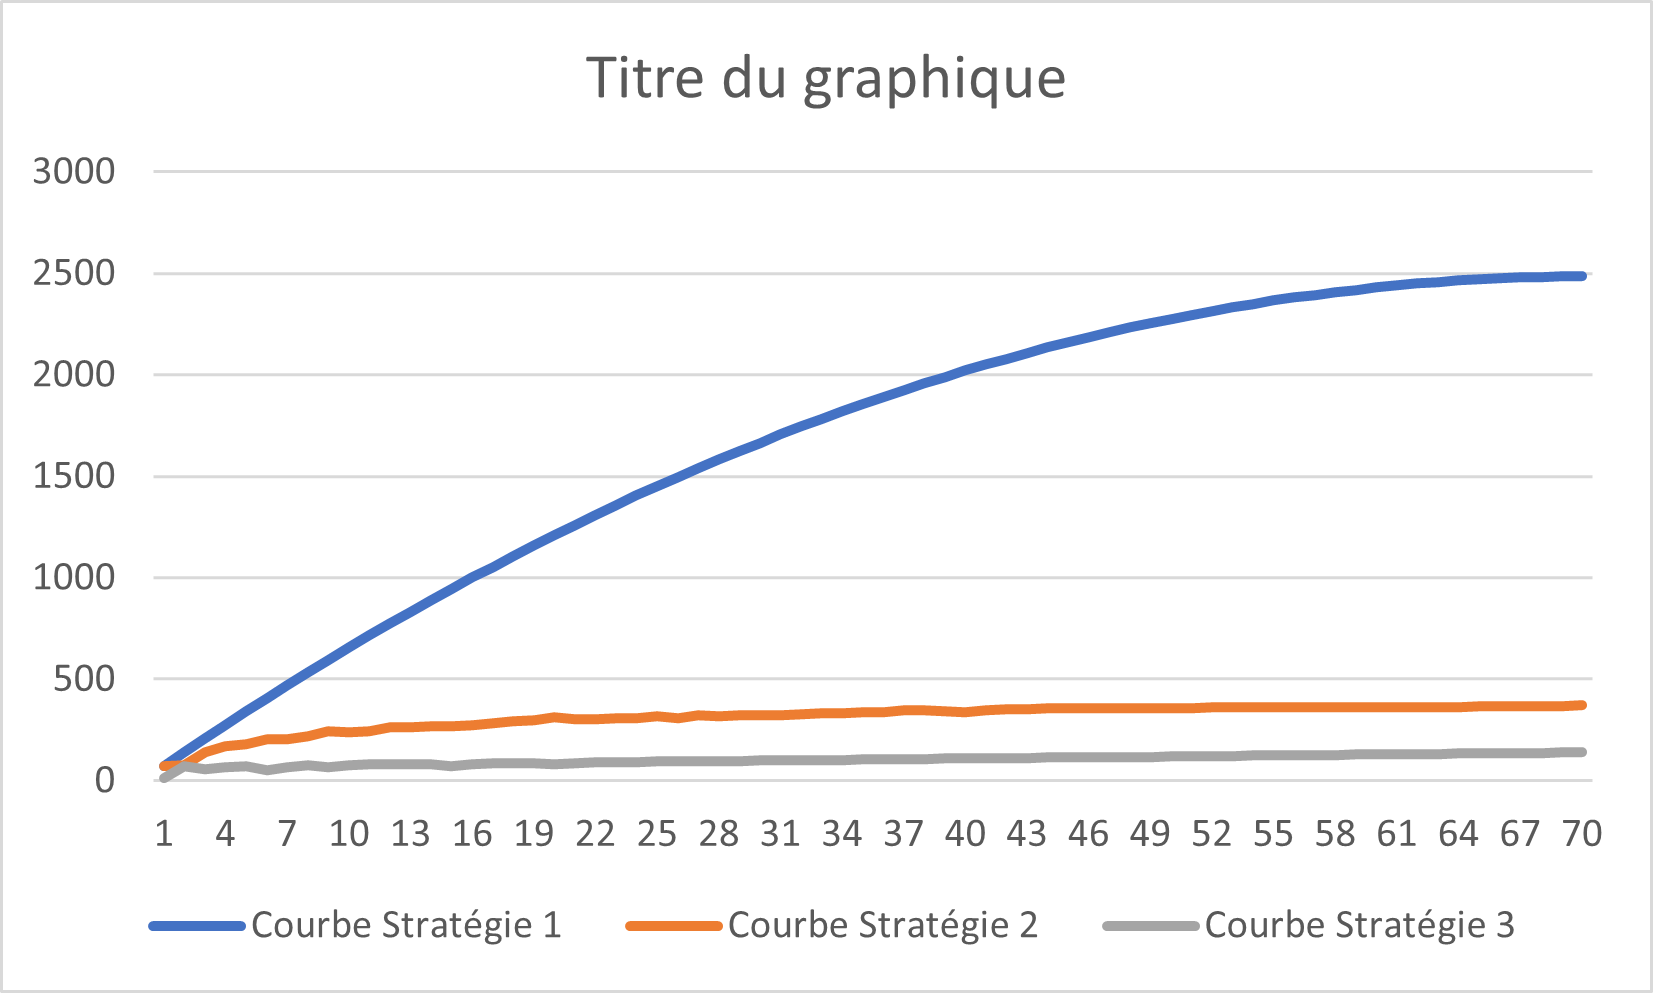 Titre du graphique
3000
2500
2000
1500
1000
500
0
1 4 7 10 13 16 19 22 25 28 31 34 37 40 43 46 49 52 55 58 61 64 67 70
Courbe Stratégie 1 Courbe Stratégie 2 Courbe Stratégie 3